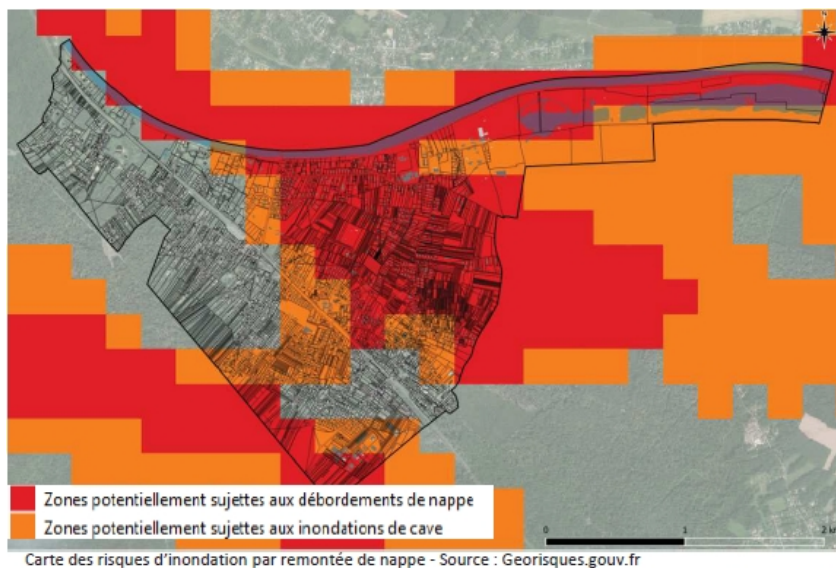 N
Zones potentiellement sujettes aux débordements de nappe
Zones potentiellement sujettes aux inondations de cave
0 1 2 k
Carte des risques d'inondation par remontée de nappe - Source : Georisques.gouv.fr